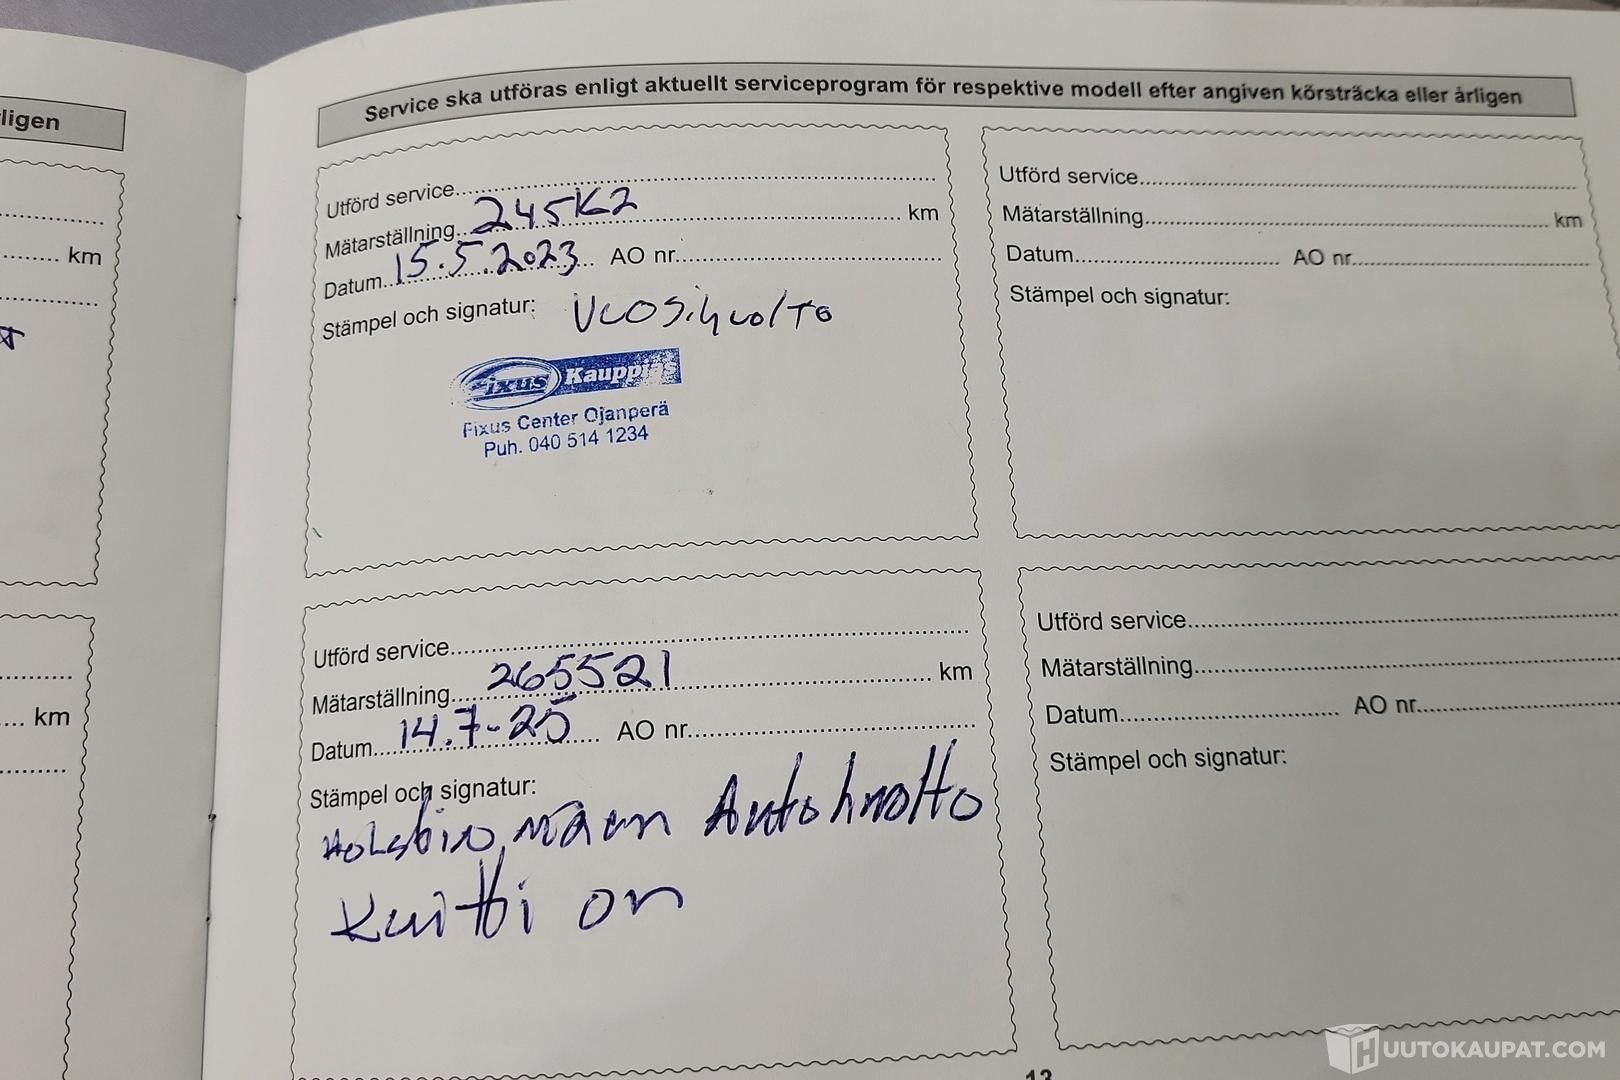 rligen
km
km
Service ska utföras enligt aktuellt serviceprogram för respektive modell efter angiven körsträcka eller årligen
Utförd service
Mätarställning 245K2 km
Datum 15.5.2023 AO nr.
Stämpel och signatur: Vuosihuolto
Fixus Kauppias
Fixus Center Ojanperä
Puh. 040 514 1234
Utförd service
Mätarställning km
Datum AO nr.
Stämpel och signatur:
Utförd service
Mätarställning 265521 km
Datum 14.7-25 AO nr.
Stämpel och signatur:
Autohuolto
Kuitti on
Utförd service
Mätarställning
Datum AO nr.
Stämpel och signatur:
13
HUUTOKAUPAT.COM